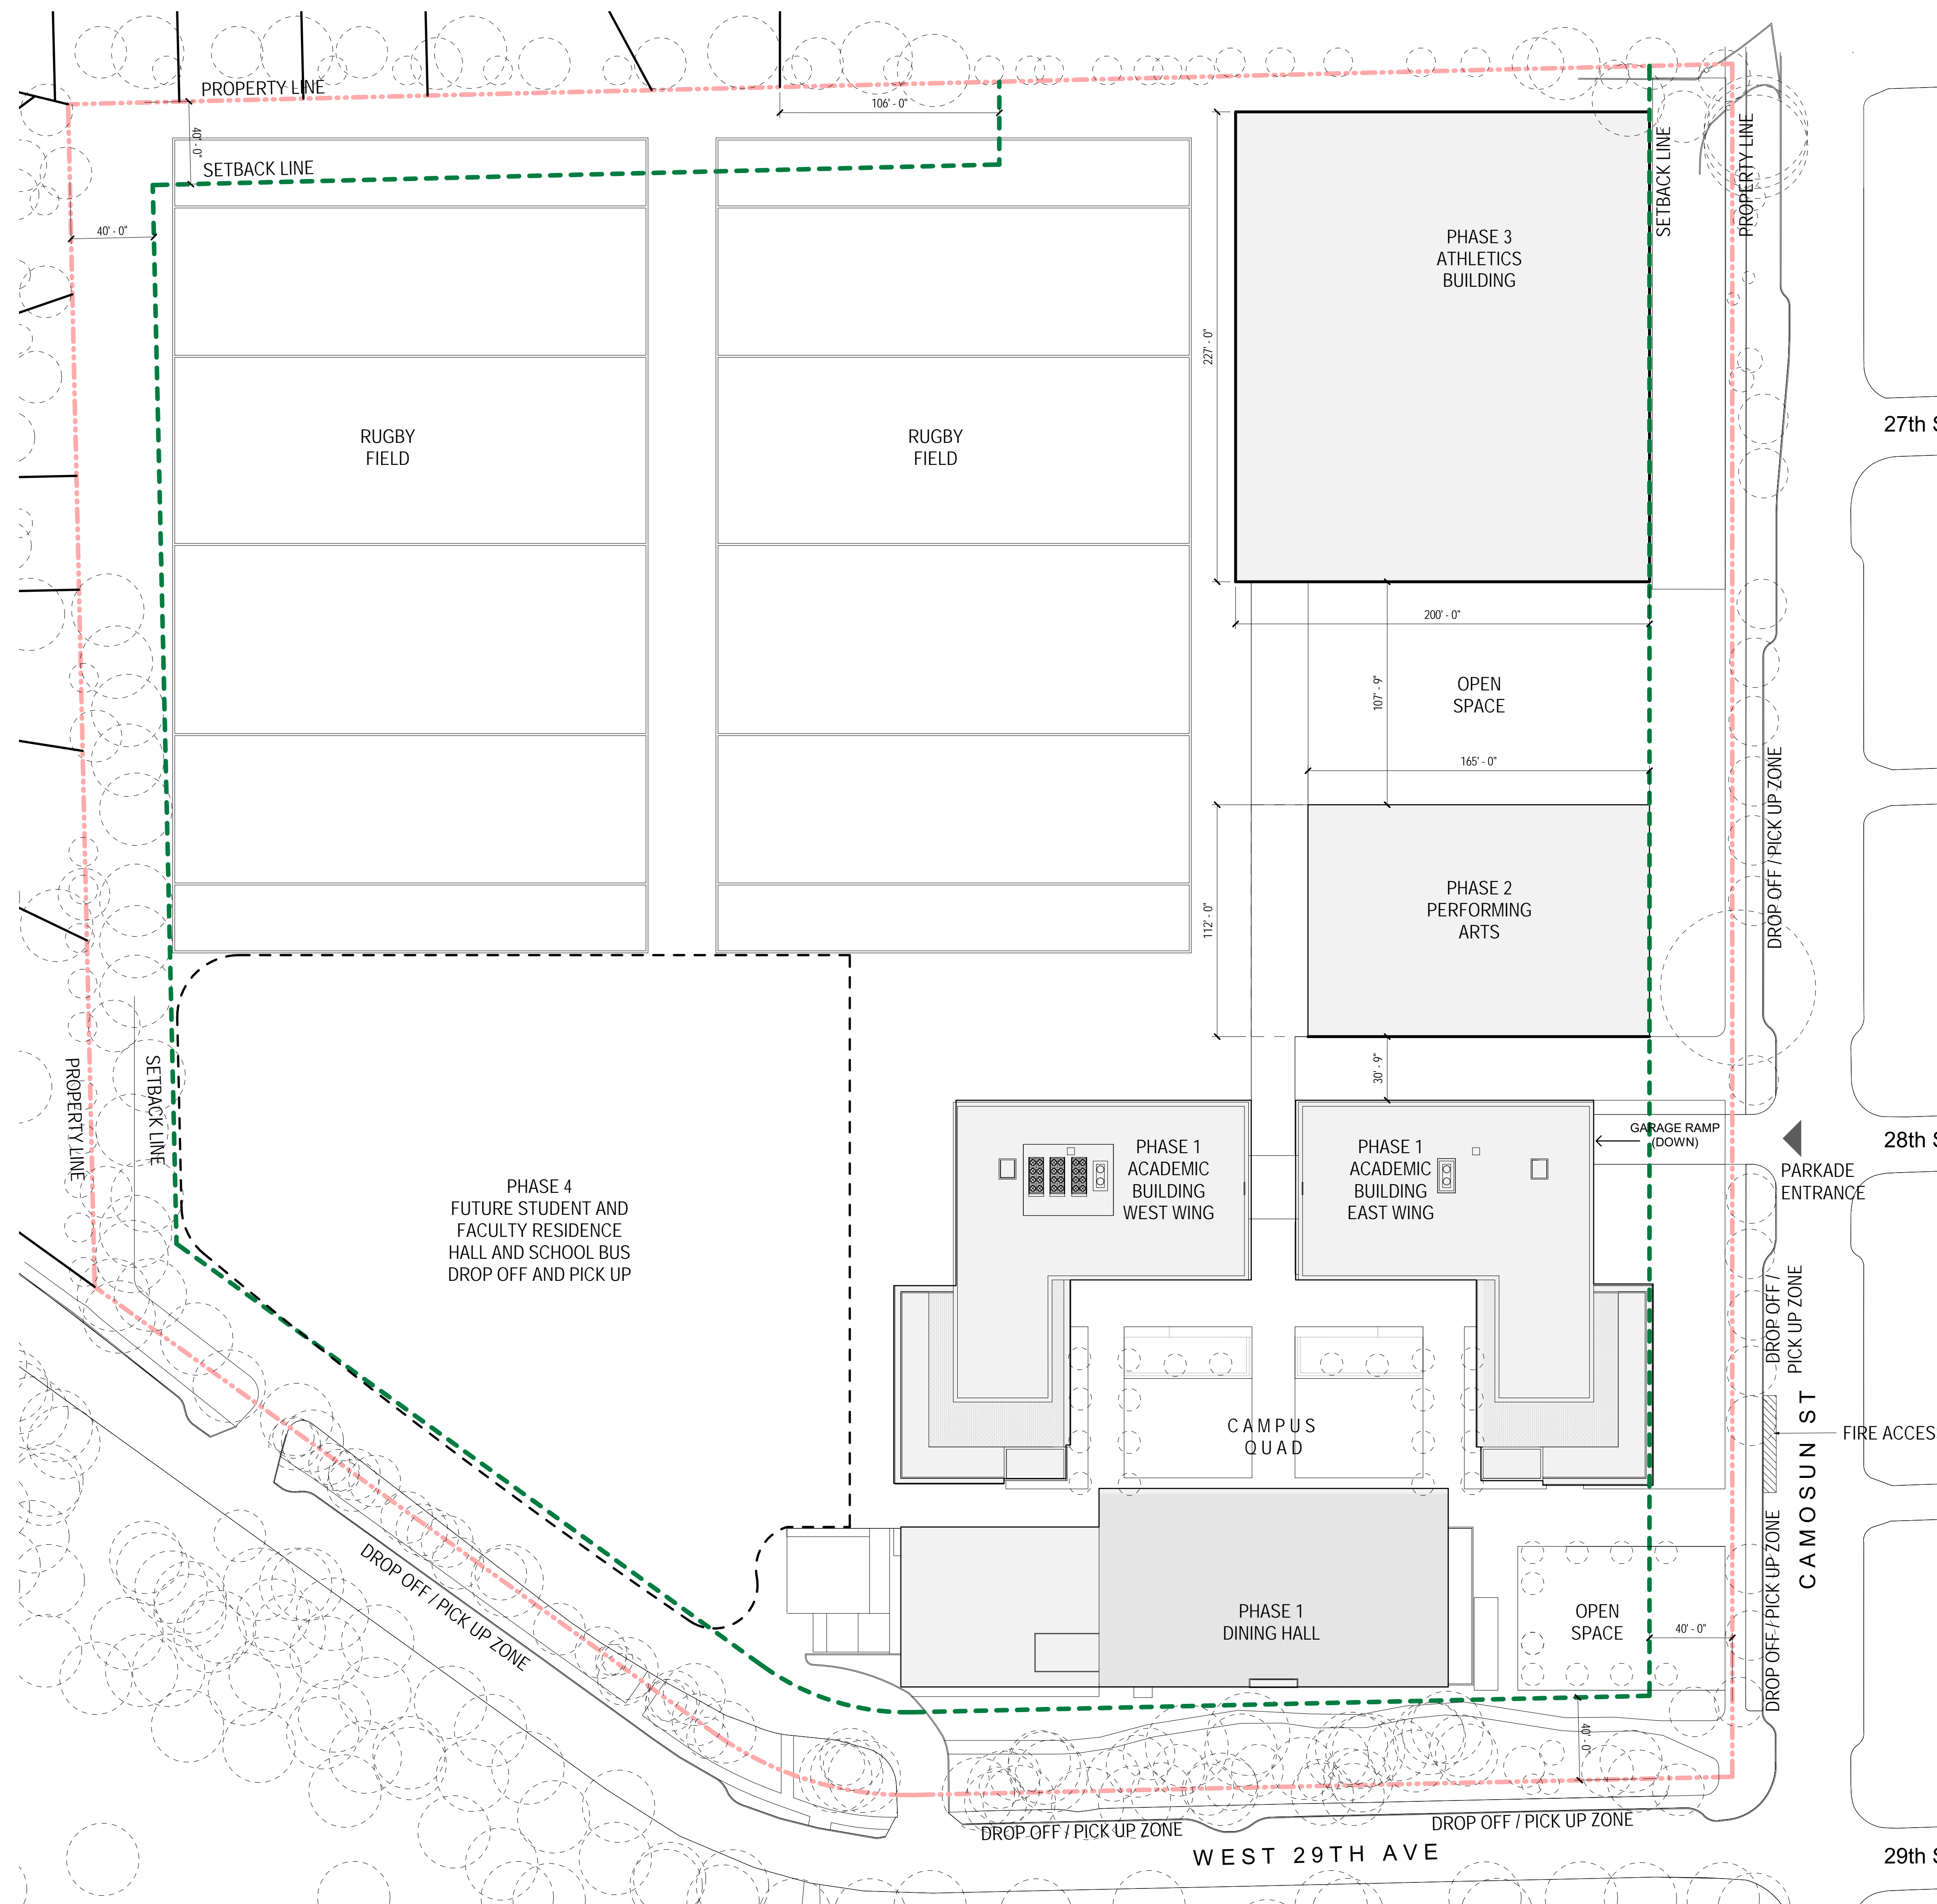 PROPERTY LINE
106' - 0"
40' - 0"
SETBACK LINE
40' - 0"
SETBACK LINE
PROPERTY LINE
PHASE 3
ATHLETICS
BUILDING
227' - 0"
RUGBY
FIELD
RUGBY
FIELD
27th S
200' - 0"
107' - 9"
OPEN
SPACE
165' - 0"
DROP OFF / PICK UP ZONE
112' - 0"
PHASE 2
PERFORMING
ARTS
30' - 9"
PROPERTY LINE
SETBACK LINE
PHASE 1
ACADEMIC
BUILDING
WEST WING
PHASE 1
ACADEMIC
BUILDING
EAST WING
GARAGE RAMP
(DOWN)
28th S
PARKADE
ENTRANCE
PHASE 4
FUTURE STUDENT AND
FACULTY RESIDENCE
HALL AND SCHOOL BUS
DROP OFF AND PICK UP
DROP OFF /
PICK UP ZONE
CAMPUS
QUAD
FIRE ACCES
CAMOSUN ST
DROP OFF / PICK UP ZONE
DROP OFF / PICK UP ZONE
PHASE 1
DINING HALL
OPEN
SPACE
40' - 0"
40' - 0"
DROP OFF / PICK UP ZONE
DROP OFF / PICK UP ZONE
WEST 29TH AVE
29th S